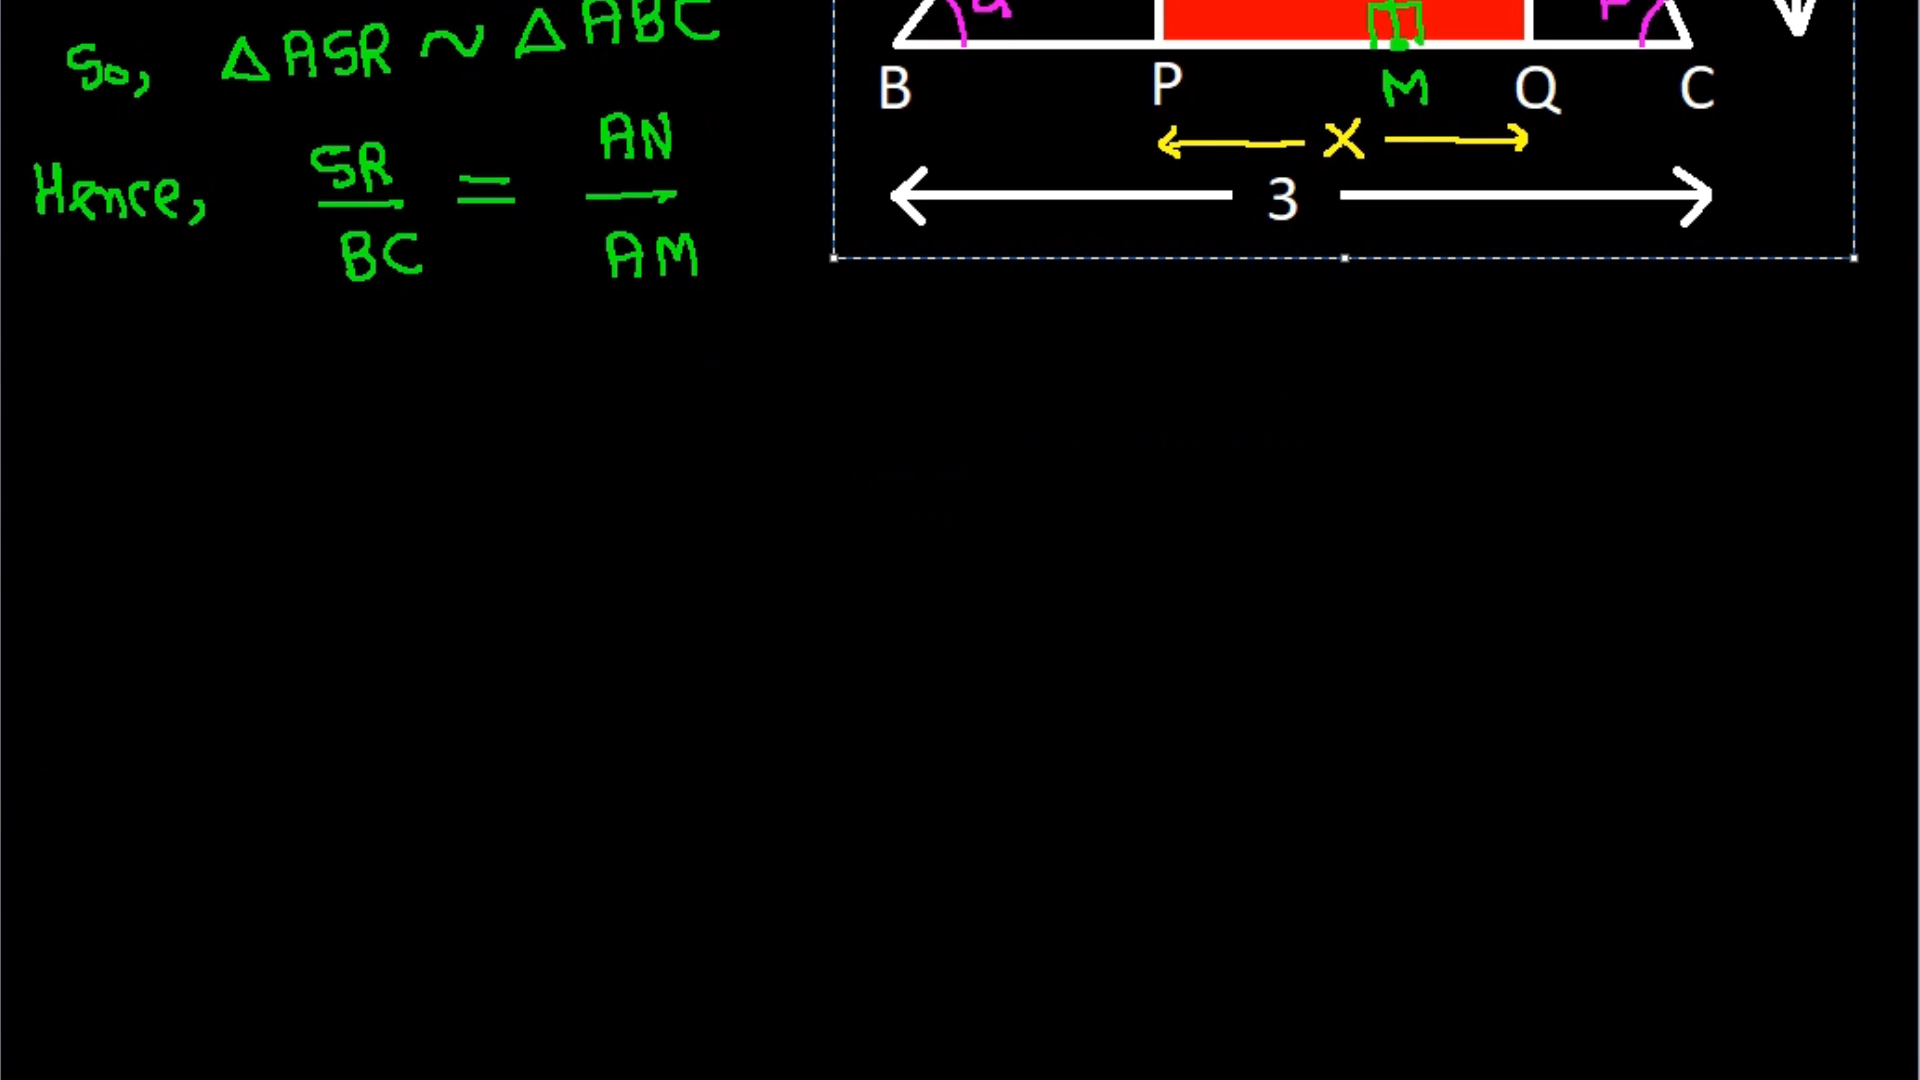 So, △ASR ~ △ABC
Hence, SR/BC = AN/AM
B P M Q C
x
3